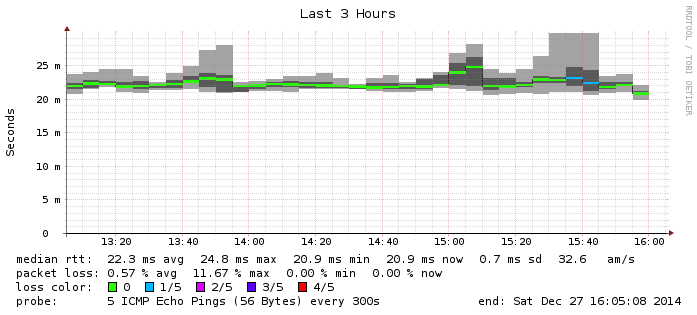 Last 3 Hours
RRDTOOL / TOBI OETIKER
Seconds
25 m
20 m
15 m
10 m
5 m
0
13:20 13:40 14:00 14:20 14:40 15:00 15:20 15:40 16:00
median rtt: 22.3 ms avg 24.8 ms max 20.9 ms min 20.9 ms now 0.7 ms sd 32.6 am/s
packet loss: 0.57 % avg 11.67 % max 0.00 % min 0.00 % now
loss color: 0 1/5 2/5 3/5 4/5
probe: 5 ICMP Echo Pings (56 Bytes) every 300s end: Sat Dec 27 16:05:08 2014